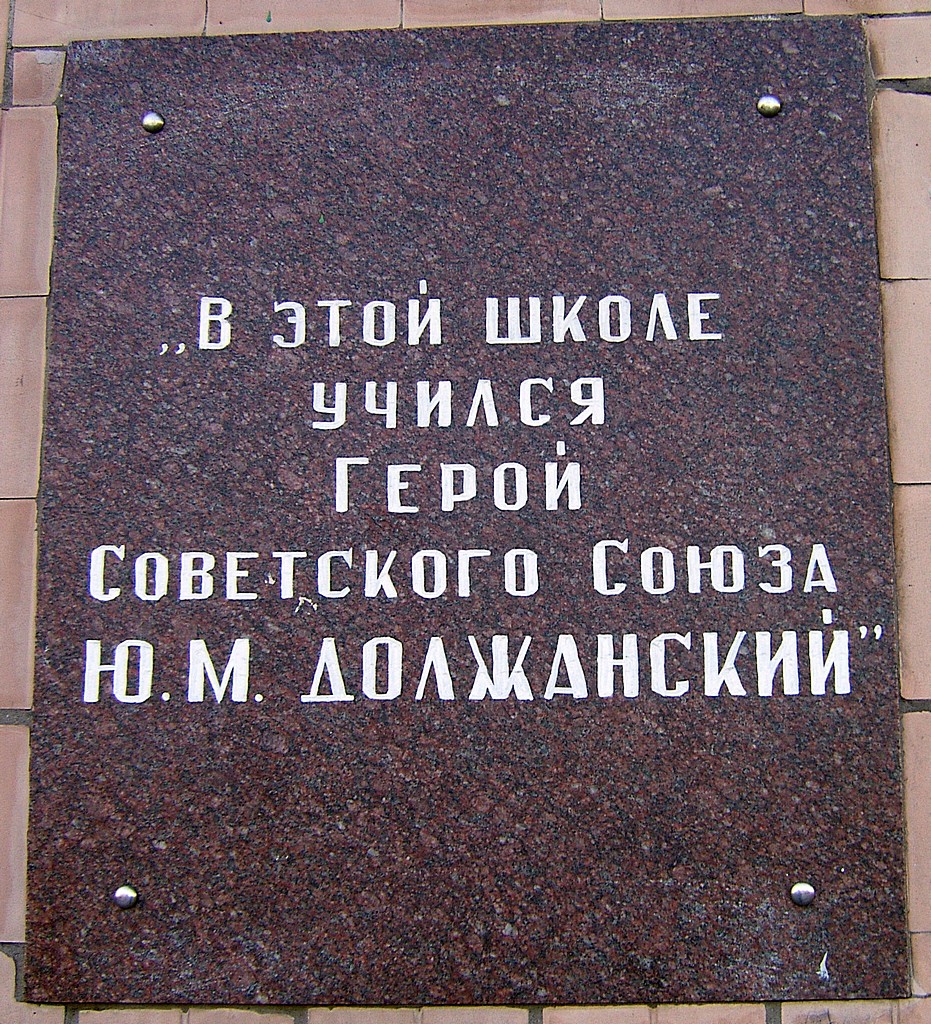 „В этой школе
учился
Герой
Советского Союза
Ю.М. Должанский”